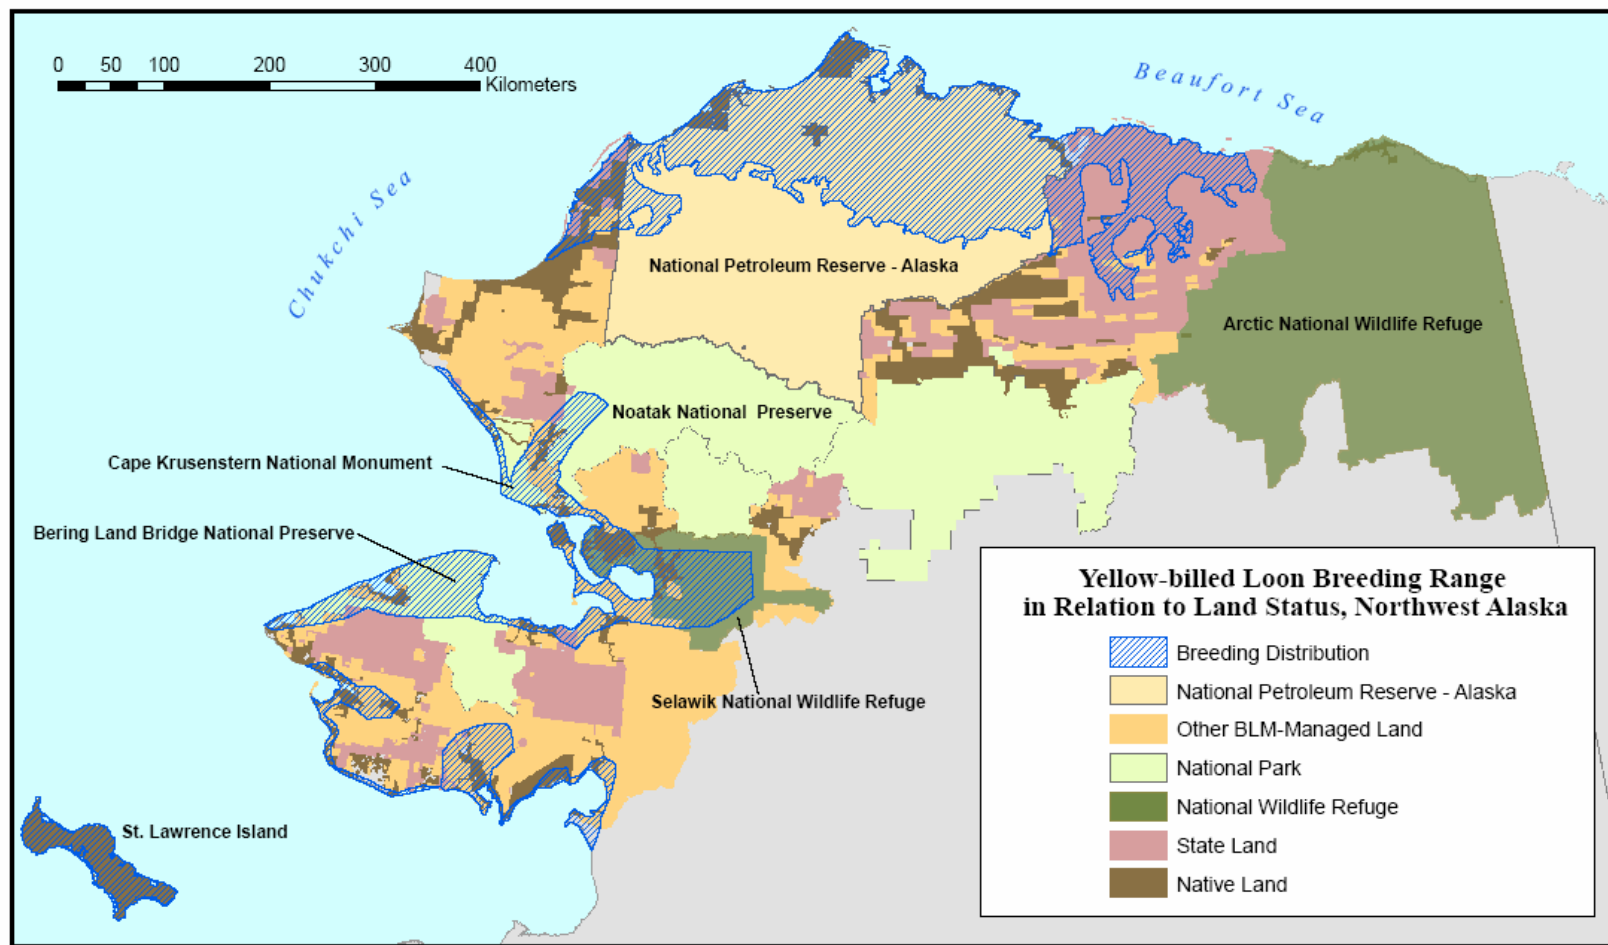 0 50 100 200 300 400
Kilometers
Beaufort Sea
Chukchi Sea
National Petroleum Reserve - Alaska
Arctic National Wildlife Refuge
Noatak National Preserve
Cape Krusenstern National Monument
Bering Land Bridge National Preserve
Selawik National Wildlife Refuge
St. Lawrence Island
Yellow-billed Loon Breeding Range
in Relation to Land Status, Northwest Alaska
Breeding Distribution
National Petroleum Reserve - Alaska
Other BLM-Managed Land
National Park
National Wildlife Refuge
State Land
Native Land